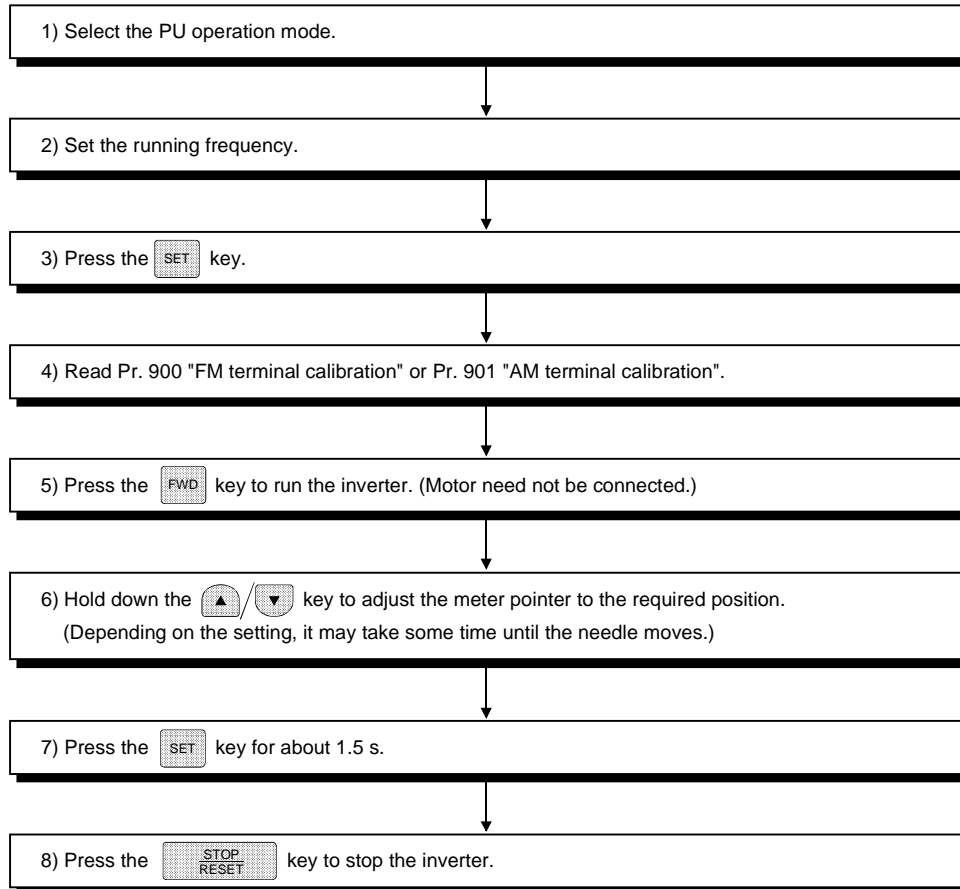 1) Select the PU operation mode.
2) Set the running frequency.
3) Press the SET key.
4) Read Pr. 900 "FM terminal calibration" or Pr. 901 "AM terminal calibration".
5) Press the FWD key to run the inverter. (Motor need not be connected.)
6) Hold down the ▲/▼ key to adjust the meter pointer to the required position.
(Depending on the setting, it may take some time until the needle moves.)
7) Press the SET key for about 1.5 s.
8) Press the STOP RESET key to stop the inverter.